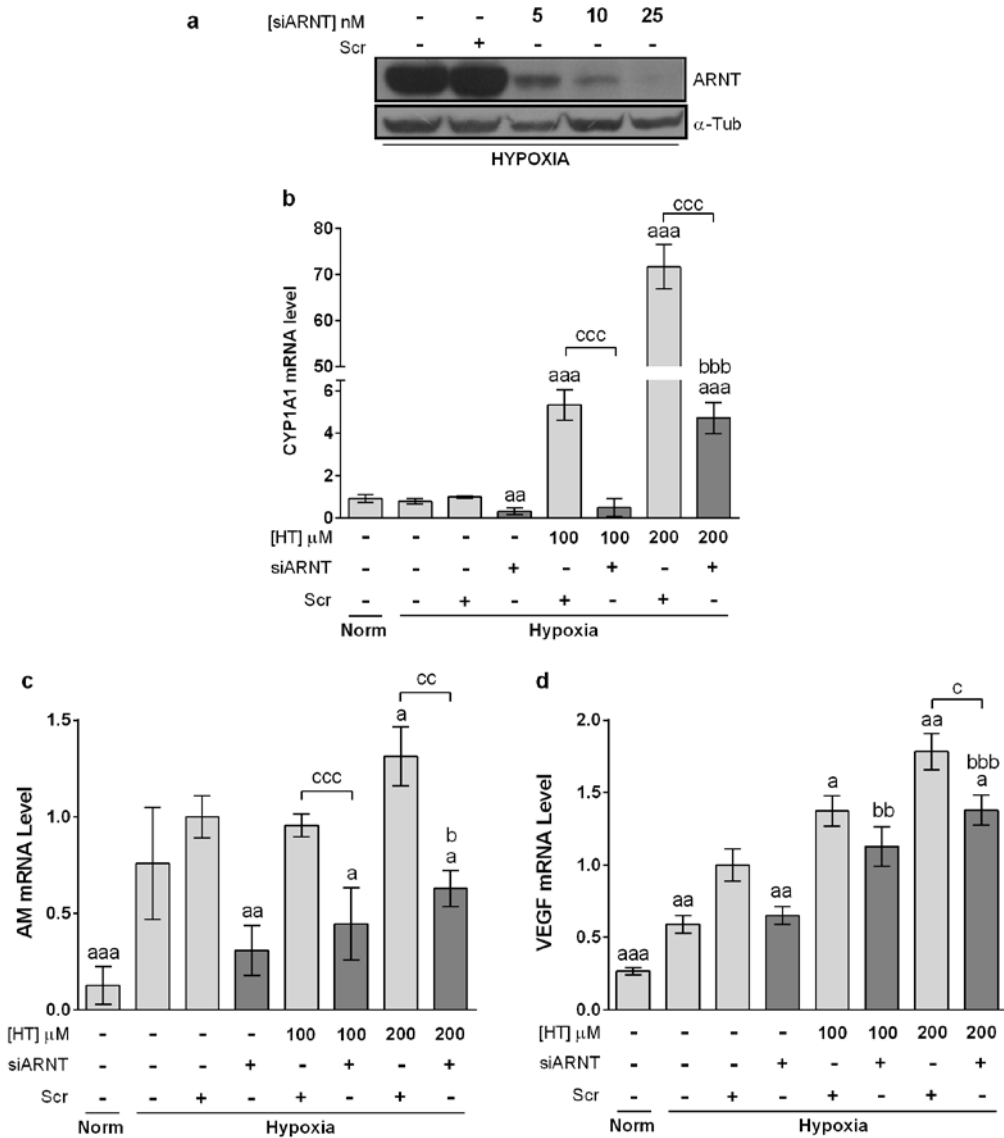 a
[siARNT] nM - - 5 10 25
Scr - + - - -
ARNT
α-Tub
HYPOXIA
b
CYP1A1 mRNA level
80
70
60
50
6
4
2
0
aa
aaa
ccc
aaa
ccc
bbb
aaa
[HT] μM - - - - 100 100 200 200
siARNT - - - + - + - +
Scr - - + - + - + -
Norm Hypoxia
c
AM mRNA Level
1.5
1.0
0.5
0.0
aaa
aa
ccc
a
cc
a
b
a
[HT] μM - - - - 100 100 200 200
siARNT - - - + - + - +
Scr - - + - + - + -
Norm Hypoxia
d
VEGF mRNA Level
2.0
1.5
1.0
0.5
0.0
aaa
aa
aa
a
bb
c
aa
bbb
a
[HT] μM - - - - 100 100 200 200
siARNT - - - + - + - +
Scr - - + - + - + -
Norm Hypoxia